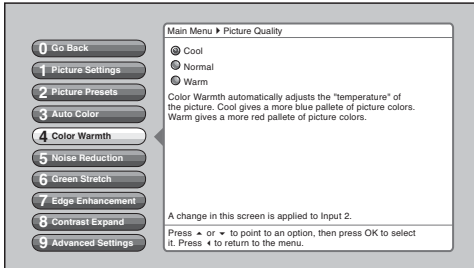 Main Menu ▸ Picture Quality
0 Go Back
1 Picture Settings
2 Picture Presets
3 Auto Color
4 Color Warmth
5 Noise Reduction
6 Green Stretch
7 Edge Enhancement
8 Contrast Expand
9 Advanced Settings
Cool
Normal
Warm
Color Warmth automatically adjusts the "temperature" of
the picture. Cool gives a more blue pallete of picture colors.
Warm gives a more red pallete of picture colors.
A change in this screen is applied to Input 2.
Press ▲ or ▼ to point to an option, then press OK to select
it. Press ◂ to return to the menu.